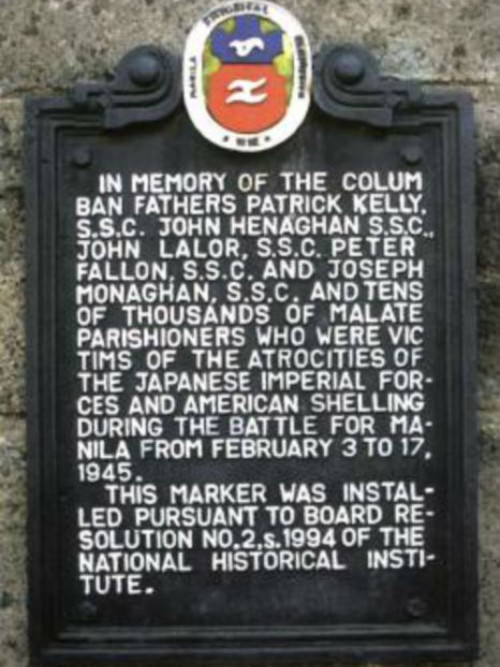 MANILA HISTORICAL
IN MEMORY OF THE COLUM
BAN FATHERS PATRICK KELLY,
S.S.C. JOHN HENAGHAN S.S.C.,
JOHN LALOR, S.S.C. PETER
FALLON, S.S.C. AND JOSEPH
MONAGHAN, S.S.C. AND TENS
OF THOUSANDS OF MALATE
PARISHIONERS WHO WERE VIC
TIMS OF THE ATROCITIES OF
THE JAPANESE IMPERIAL FOR-
CES AND AMERICAN SHELLING
DURING THE BATTLE FOR MA-
NILA FROM FEBRUARY 3 TO 17,
1945.
THIS MARKER WAS INSTAL-
LED PURSUANT TO BOARD RE-
SOLUTION NO.2,s.1994 OF THE
NATIONAL HISTORICAL INSTI-
TUTE.